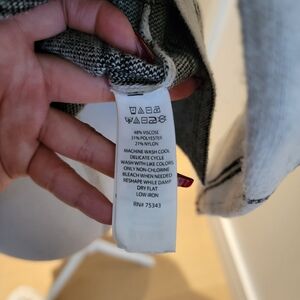 48% VISCOSE
31% POLYESTER
21% NYLON
MACHINE WASH COOL
DELICATE CYCLE
WASH WITH LIKE COLORS
ONLY NON-CHLORINE
BLEACH WHEN NEEDED
RESHAPE WHILE DAMP
DRY FLAT
LOW IRON
RN# 75343